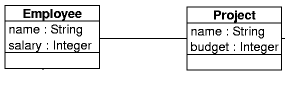 Employee
name : String
salary : Integer
Project
name : String
budget : Integer